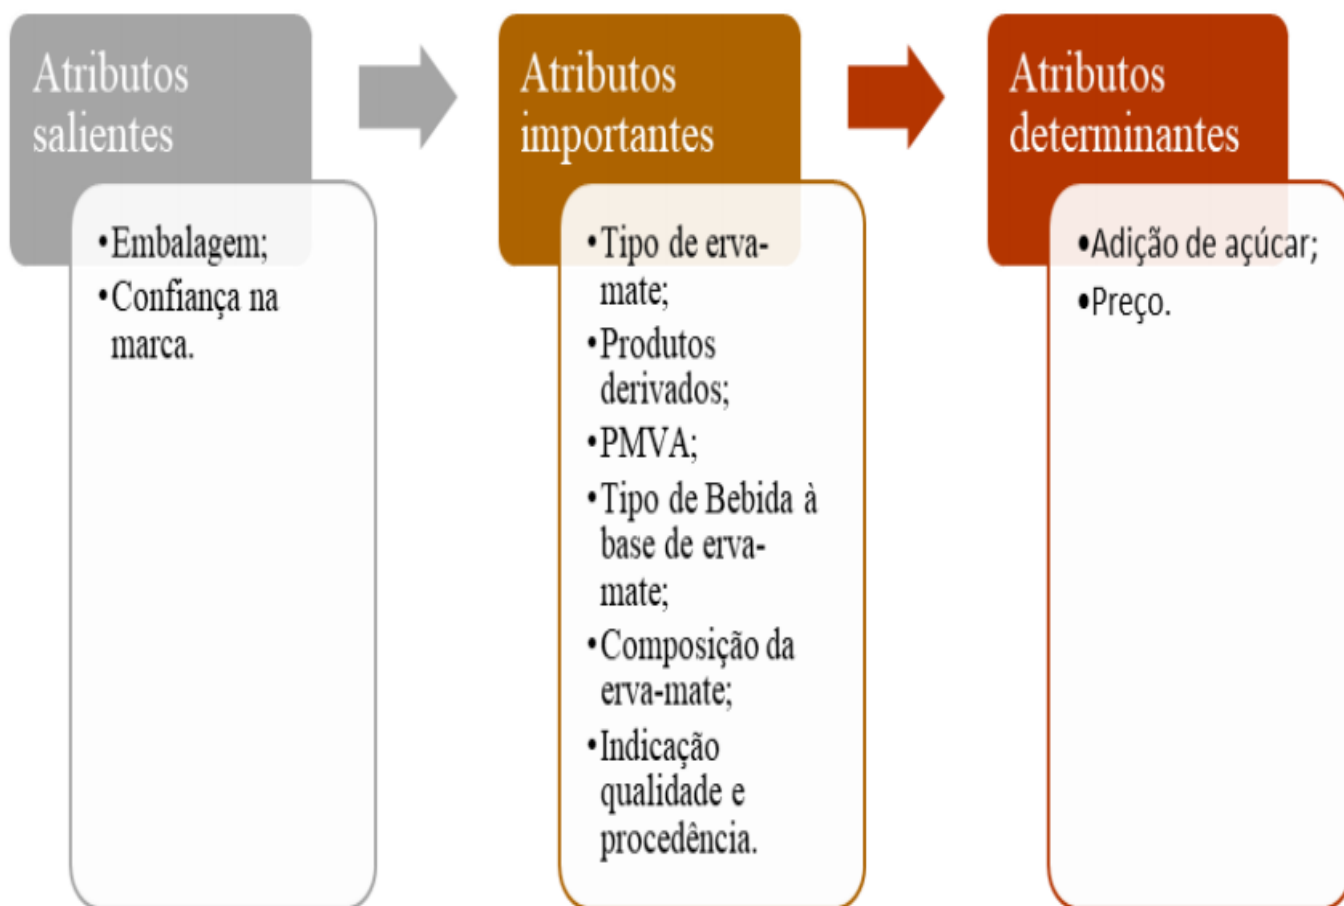 Atributos
salientes
•Embalagem;
•Confiança na
marca.
Atributos
importantes
•Tipo de erva-
mate;
•Produtos
derivados;
•PMVA;
•Tipo de Bebida à
base de erva-
mate;
•Composição da
erva-mate;
•Indicação
qualidade e
procedência.
Atributos
determinantes
•Adição de açúcar;
•Preço.